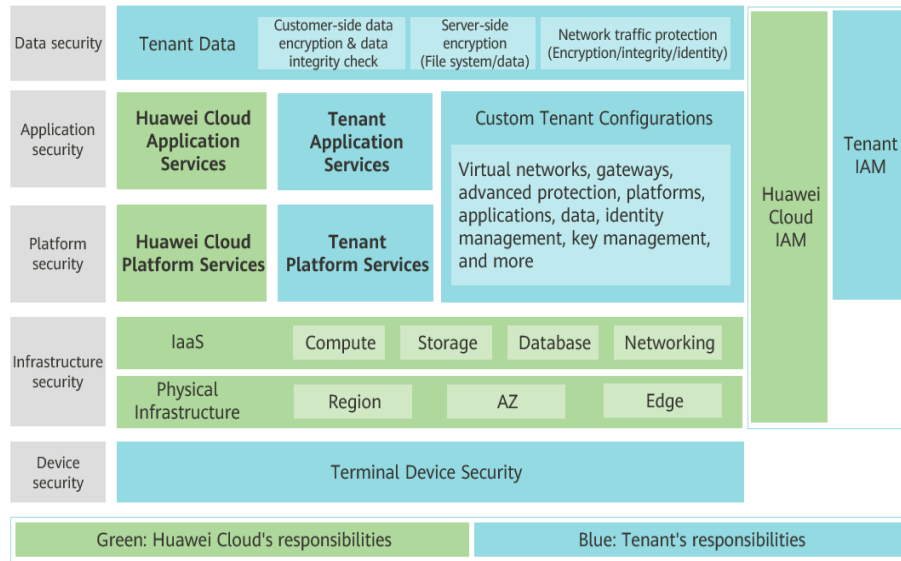 Data security
Tenant Data
Customer-side data
encryption & data
integrity check
Server-side
encryption
(File system/data)
Network traffic protection
(Encryption/integrity/identity)
Application
security
Huawei Cloud
Application
Services
Tenant
Application
Services
Custom Tenant Configurations
Virtual networks, gateways,
advanced protection, platforms,
applications, data, identity
management, key management,
and more
Platform
security
Huawei Cloud
Platform Services
Tenant
Platform Services
Huawei
Cloud
IAM
Tenant
IAM
Infrastructure
security
IaaS
Compute
Storage
Database
Networking
Physical
Infrastructure
Region
AZ
Edge
Device
security
Terminal Device Security
Green: Huawei Cloud's responsibilities
Blue: Tenant's responsibilities